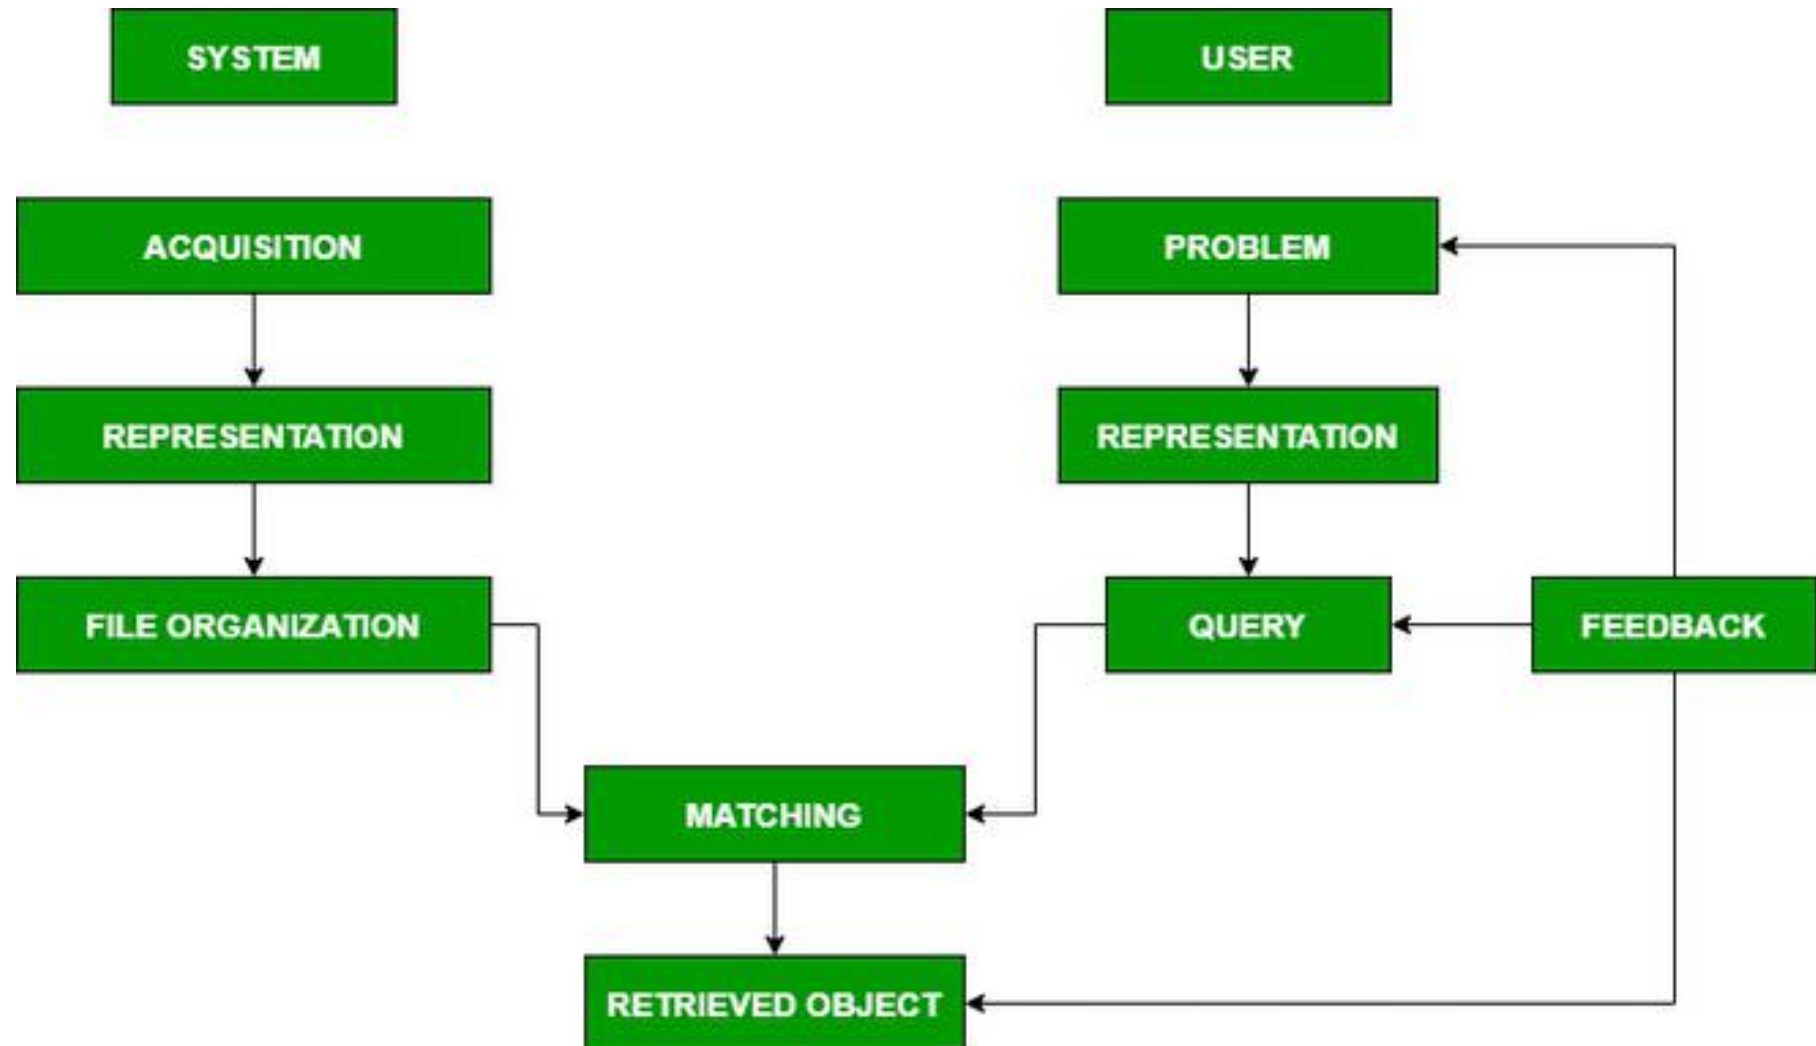 SYSTEM
USER
ACQUISITION
PROBLEM
REPRESENTATION
REPRESENTATION
FILE ORGANIZATION
QUERY
FEEDBACK
MATCHING
RETRIEVED OBJECT